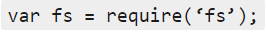 var fs = require(‘fs’);